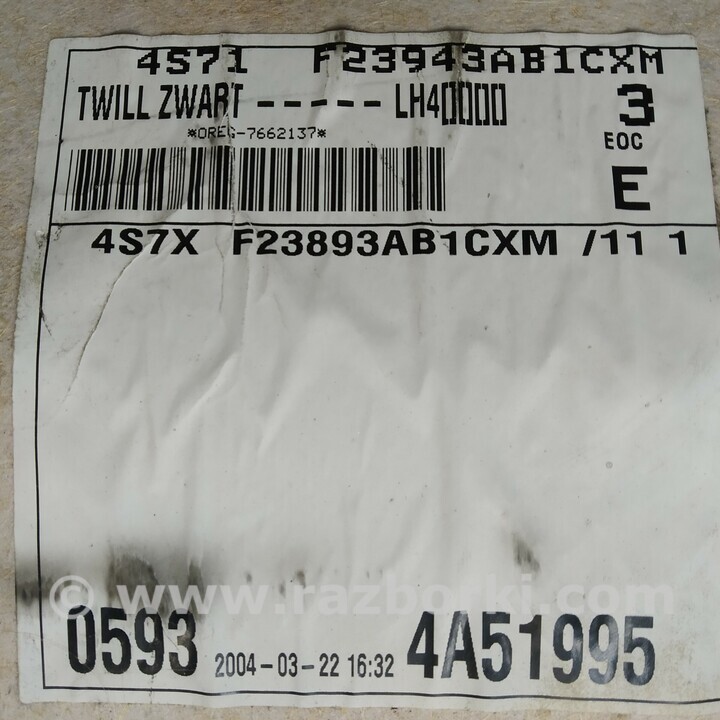 4S71 F23943AB1CXM
TWILL ZWART ----- LH4▯▯▯▯ 3
*OREG-7662137*
EOC
E
4S7X F23893AB1CXM /11 1
© www.razborki.com
0593 2004-03-22 16:32 4A51995